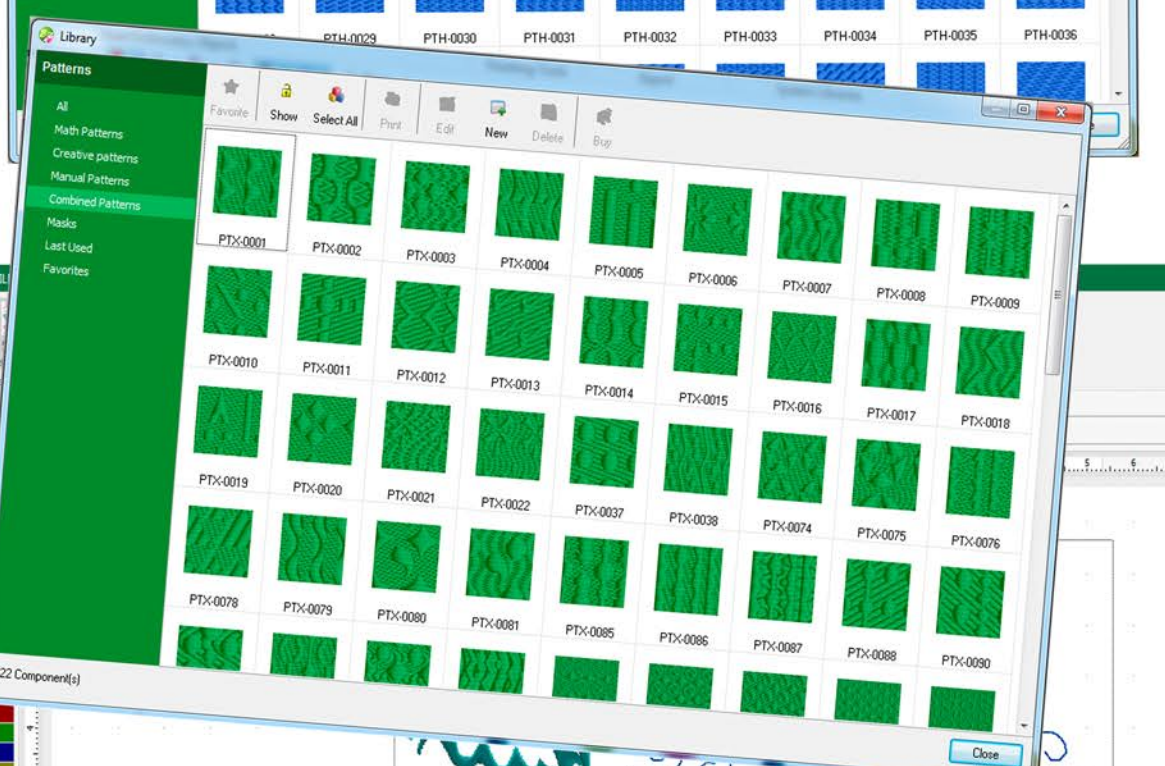 PTH-0029 PTH-0030 PTH-0031 PTH-0032 PTH-0033 PTH-0034 PTH-0035 PTH-0036
Library
Patterns
All
Math Patterns
Creative patterns
Manual Patterns
Combined Patterns
Masks
Last Used
Favorites
Favorite Show Select All Print Edit New Delete Buy
PTX-0001 PTX-0002 PTX-0003 PTX-0004 PTX-0005 PTX-0006 PTX-0007 PTX-0008 PTX-0009
PTX-0010 PTX-0011 PTX-0012 PTX-0013 PTX-0014 PTX-0015 PTX-0016 PTX-0017 PTX-0018
PTX-0019 PTX-0020 PTX-0021 PTX-0022 PTX-0037 PTX-0038 PTX-0074 PTX-0075 PTX-0076
PTX-0078 PTX-0079 PTX-0080 PTX-0081 PTX-0085 PTX-0086 PTX-0087 PTX-0088 PTX-0090
22 Component(s)
Close
5 6
4